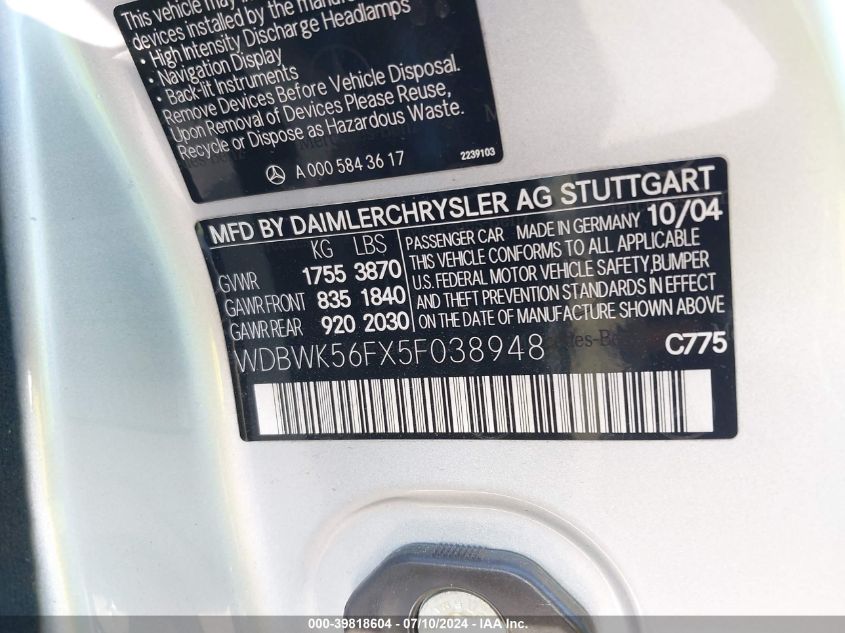 This vehicle may
devices installed by the manu
• High Intensity Discharge Headlamps
• Navigation Display
• Back-lit Instruments
Remove Devices Before Vehicle Disposal.
Upon Removal of Devices Please Reuse,
Recycle or Dispose as Hazardous Waste.
A 000 584 36 17 2239103
MFD BY DAIMLERCHRYSLER AG STUTTGART
KG LBS
GVWR 1755 3870
GAWR FRONT 835 1840
GAWR REAR 920 2030
PASSENGER CAR MADE IN GERMANY 10/04
THIS VEHICLE CONFORMS TO ALL APPLICABLE
U.S. FEDERAL MOTOR VEHICLE SAFETY,BUMPER
AND THEFT PREVENTION STANDARDS IN EFFECT
ON THE DATE OF MANUFACTURE SHOWN ABOVE
WDBWK56FX5F038948 C775
000-39818604 / 07/10/2024 - IAAI.com